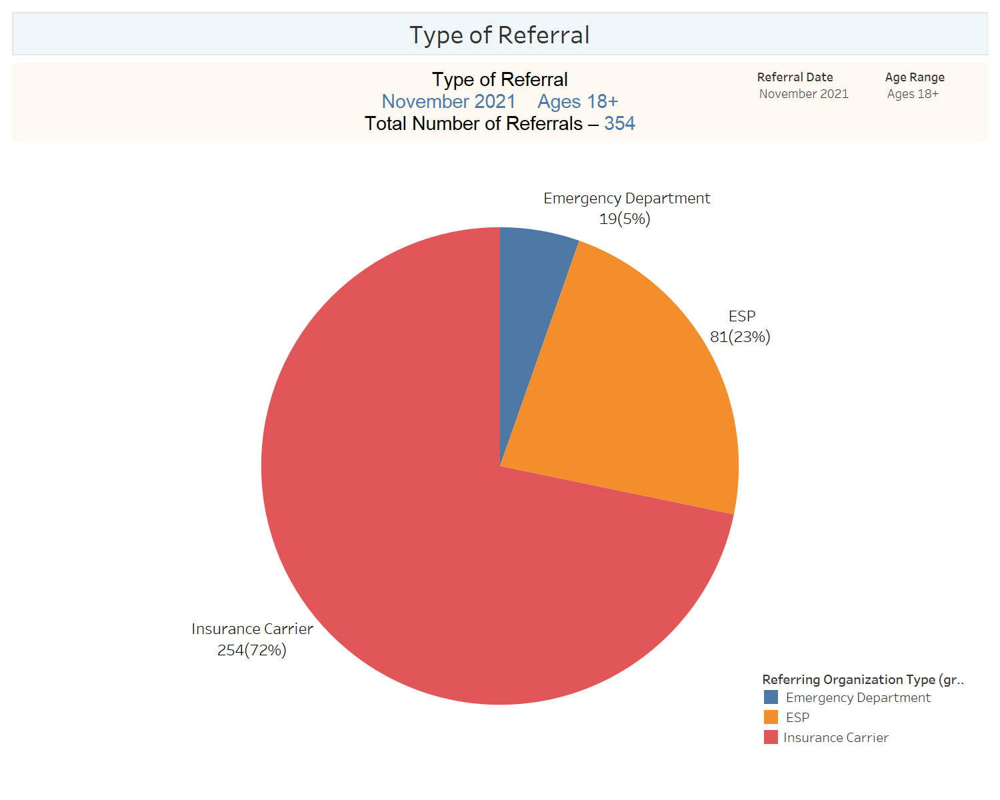 Type of Referral
Type of Referral
November 2021 Ages 18+
Total Number of Referrals – 354
Referral Date
November 2021
Age Range
Ages 18+
Emergency Department
19(5%)
ESP
81(23%)
Insurance Carrier
254(72%)
Referring Organization Type (gr..
Emergency Department
ESP
Insurance Carrier